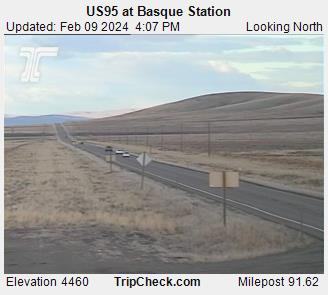 US95 at Basque Station
Updated: Feb 09 2024 4:07 PM Looking North
Elevation 4460 TripCheck.com Milepost 91.62